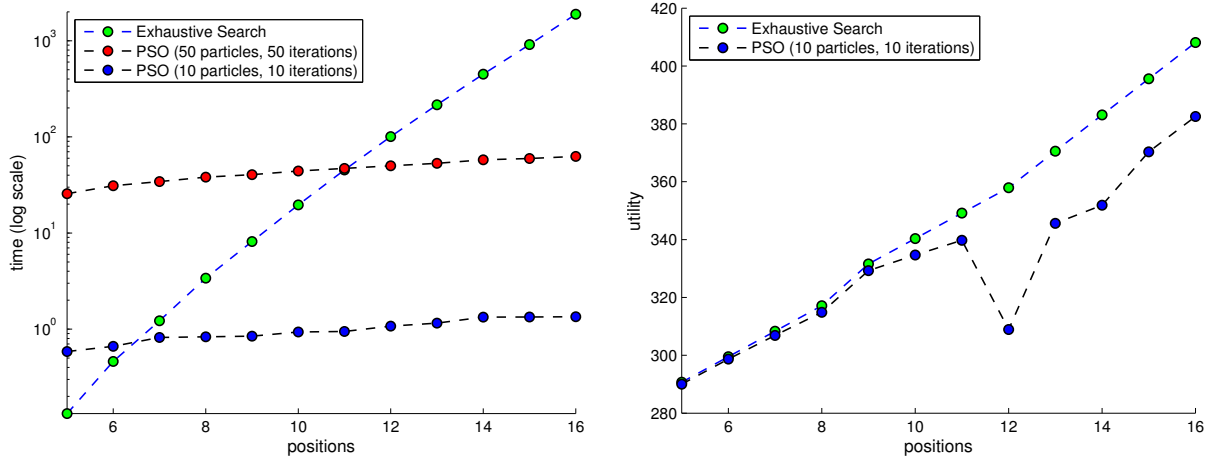 Exhaustive Search
PSO (50 particles, 50 iterations)
PSO (10 particles, 10 iterations)
10^3
10^2
10^1
10^0
time (log scale)
6 8 10 12 14 16
positions
Exhaustive Search
PSO (10 particles, 10 iterations)
420
400
380
360
340
320
300
280
utility
6 8 10 12 14 16
positions